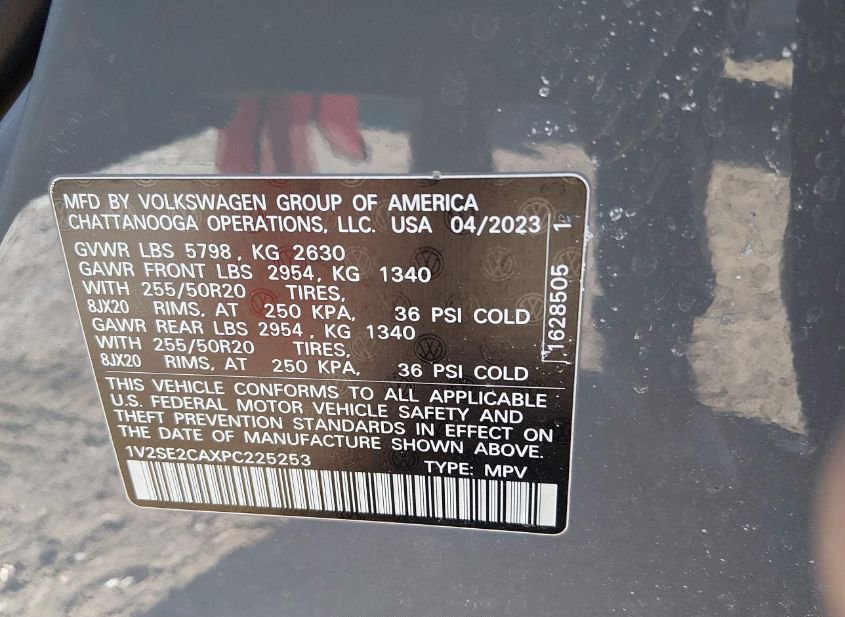 MFD BY VOLKSWAGEN GROUP OF AMERICA
CHATTANOOGA OPERATIONS, LLC. USA 04/2023
GVWR LBS 5798, KG 2630
GAWR FRONT LBS 2954, KG 1340
WITH 255/50R20 TIRES,
8JX20 RIMS, AT 250 KPA, 36 PSI COLD
GAWR REAR LBS 2954, KG 1340
WITH 255/50R20 TIRES,
8JX20 RIMS, AT 250 KPA, 36 PSI COLD
1628505 1
THIS VEHICLE CONFORMS TO ALL APPLICABLE
U.S. FEDERAL MOTOR VEHICLE SAFETY AND
THEFT PREVENTION STANDARDS IN EFFECT ON
THE DATE OF MANUFACTURE SHOWN ABOVE.
1V2SE2CAXPC225253 TYPE: MPV